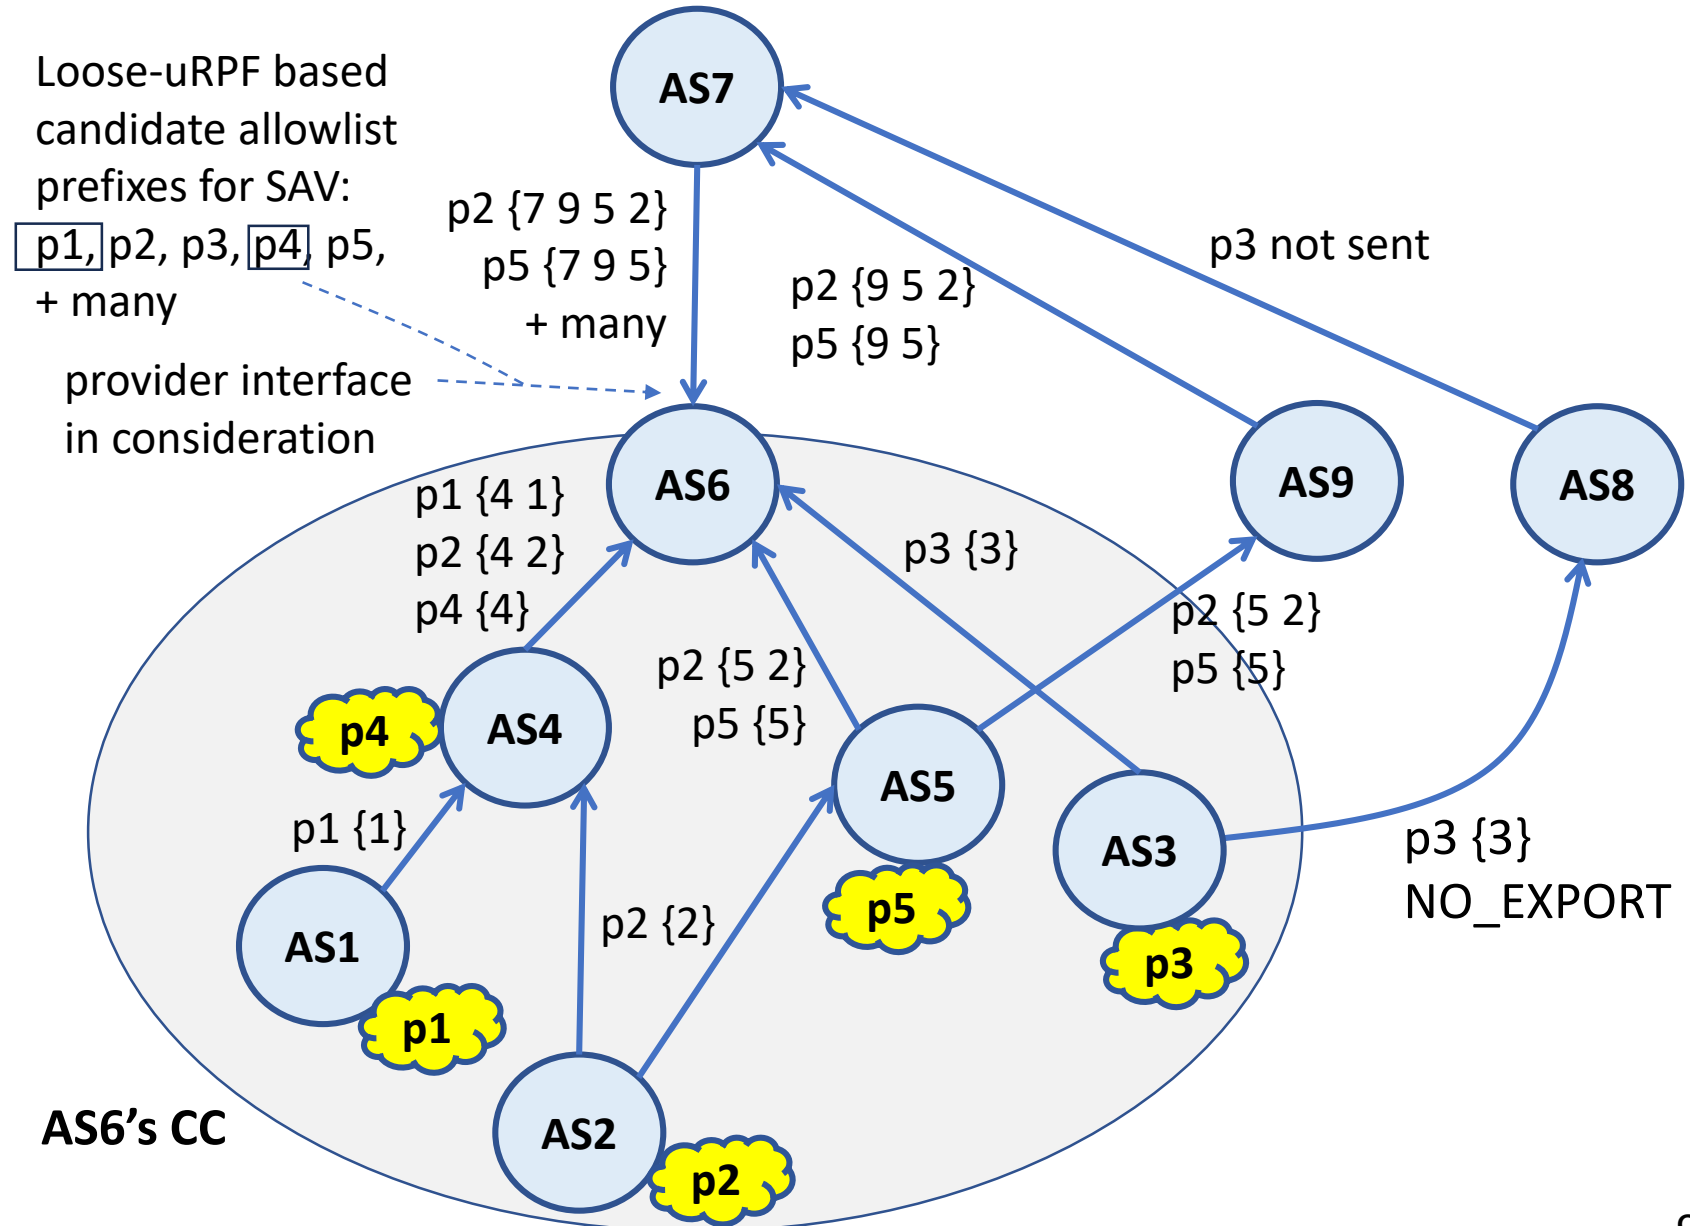 AS7
Loose-uRPF based
candidate allowlist
prefixes for SAV:
p1, p2, p3, p4, p5,
+ many
p2 {7 9 5 2}
p5 {7 9 5}
+ many
p2 {9 5 2}
p5 {9 5}
p3 not sent
provider interface
in consideration
AS6
AS9
AS8
p1 {4 1}
p2 {4 2}
p4 {4}
p3 {3}
p2 {5 2}
p5 {5}
p2 {5 2}
p5 {5}
p4
AS4
AS5
AS3
p1 {1}
p3 {3}
NO_EXPORT
p5
p2 {2}
AS1
p3
p1
AS6's CC
AS2
p2